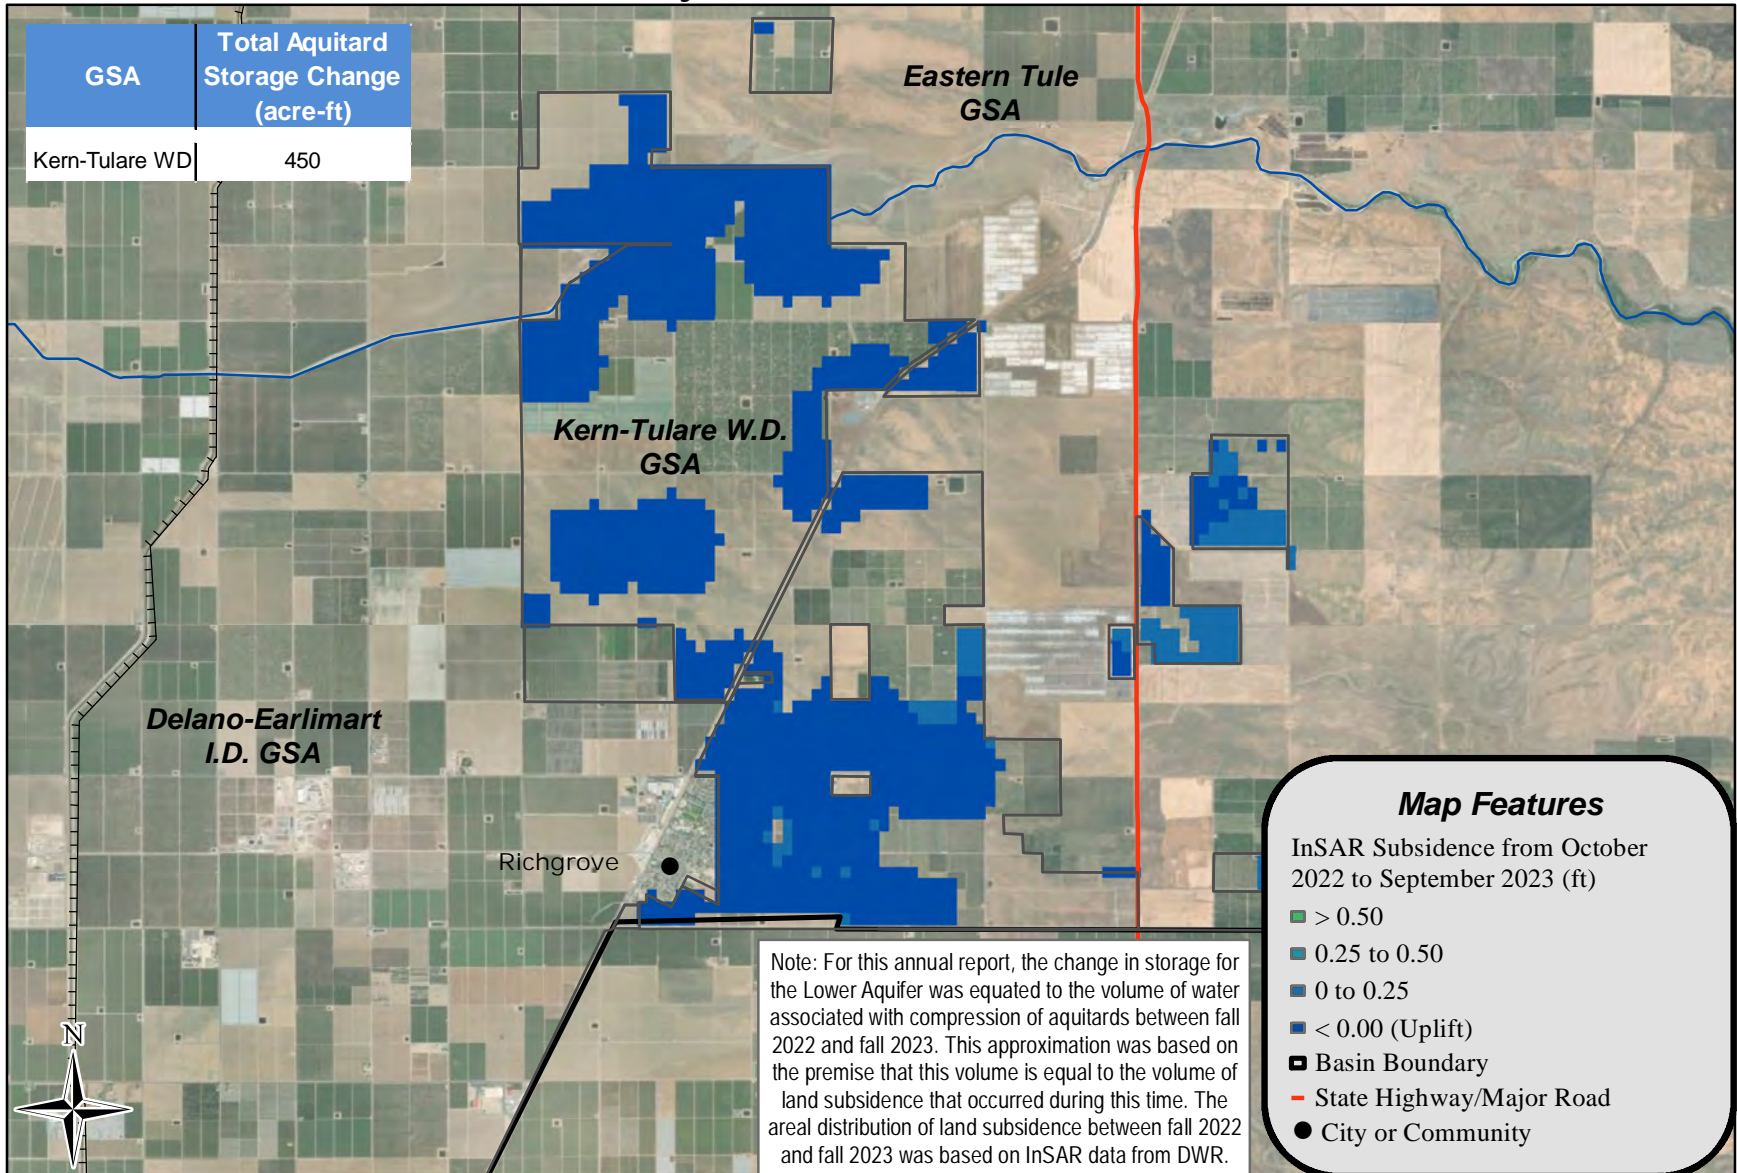 GSA
Total Aquitard
Storage Change
(acre-ft)
Kern-Tulare WD
450
Eastern Tule
GSA
Kern-Tulare W.D.
GSA
Delano-Earlimart
I.D. GSA
Richgrove
N
Note: For this annual report, the change in storage for
the Lower Aquifer was equated to the volume of water
associated with compression of aquitards between fall
2022 and fall 2023. This approximation was based on
the premise that this volume is equal to the volume of
land subsidence that occurred during this time. The
areal distribution of land subsidence between fall 2022
and fall 2023 was based on InSAR data from DWR.
Map Features
InSAR Subsidence from October
2022 to September 2023 (ft)
> 0.50
0.25 to 0.50
0 to 0.25
< 0.00 (Uplift)
Basin Boundary
State Highway/Major Road
City or Community